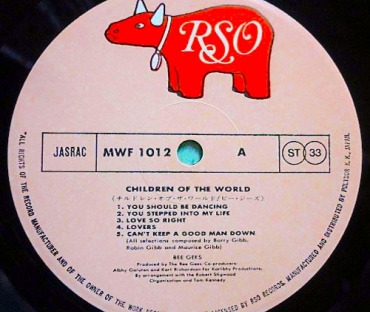 RSO
JASRAC MWF 1012 A ST 33
CHILDREN OF THE WORLD
(チルドレン・オブ・ザ・ワールド/ビー・ジーズ)
1. YOU SHOULD BE DANCING
2. YOU STEPPED INTO MY LIFE
3. LOVE SO RIGHT
4. LOVERS
5. CAN'T KEEP A GOOD MAN DOWN
(All selections composed by Barry Gibb,
Robin Gibb and Maurice Gibb)
BEE GEES
Produced by The Bee Gees. Co-producers
Albhy Galuten and Karl Richardson for Karlbhy Productions,
By arrangement with the Robert Stigwood
Organisation and Tom Kennedy
"ALL RIGHTS OF THE RECORD MANUFACTURER AND OF THE OWNER OF THE WORK LICENSED BY RSO RECORDS. MANUFACTURED AND DISTRIBUTED BY POLYDOR K.K., JAPAN.